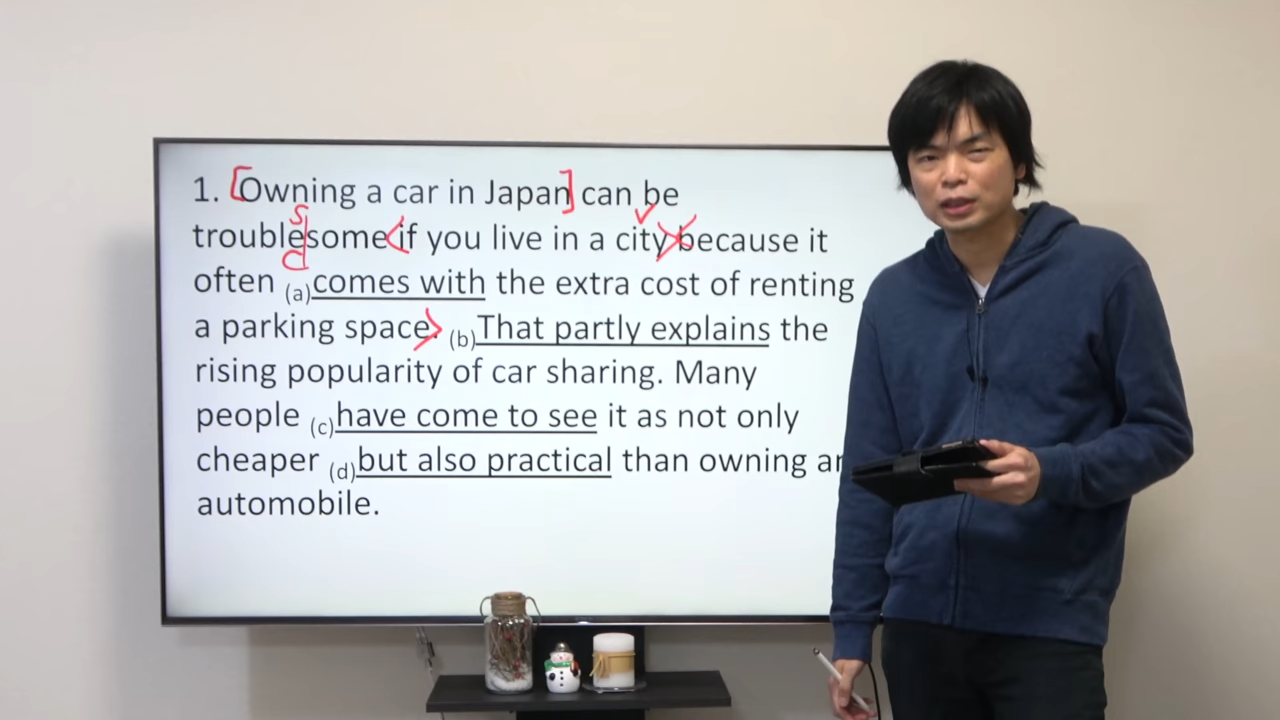 1. [Owning a car in Japan] can be
s
troublesome <if you live in a city> because it
d
often (a)comes with the extra cost of renting
a parking space.> (b)That partly explains the
rising popularity of car sharing. Many
people (c)have come to see it as not only
cheaper (d)but also practical than owning an
automobile.